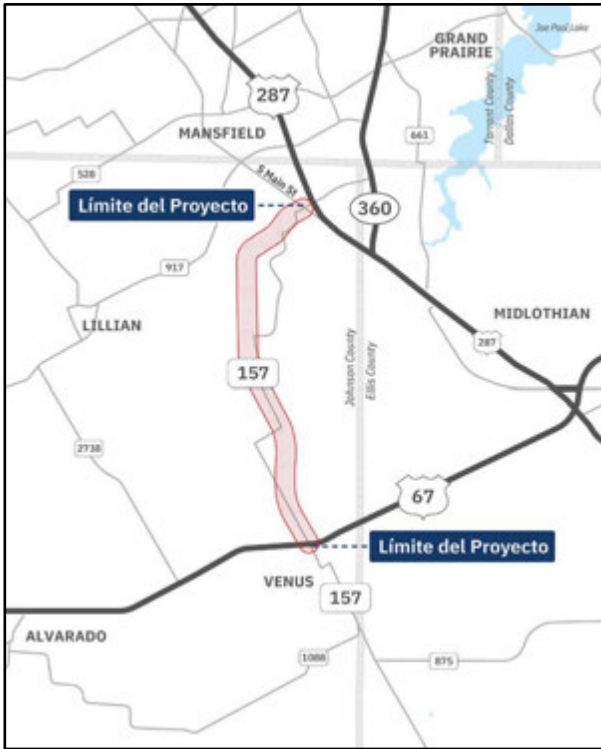 Joe Pool Lake
GRAND
PRAIRIE
287
Tarrant County
Dallas County
MANSFIELD
661
528
S Main St
Límite del Proyecto
360
917
LILLIAN
MIDLOTHIAN
287
157
Johnson County
Ellis County
2738
67
Límite del Proyecto
VENUS
157
ALVARADO
1088
875